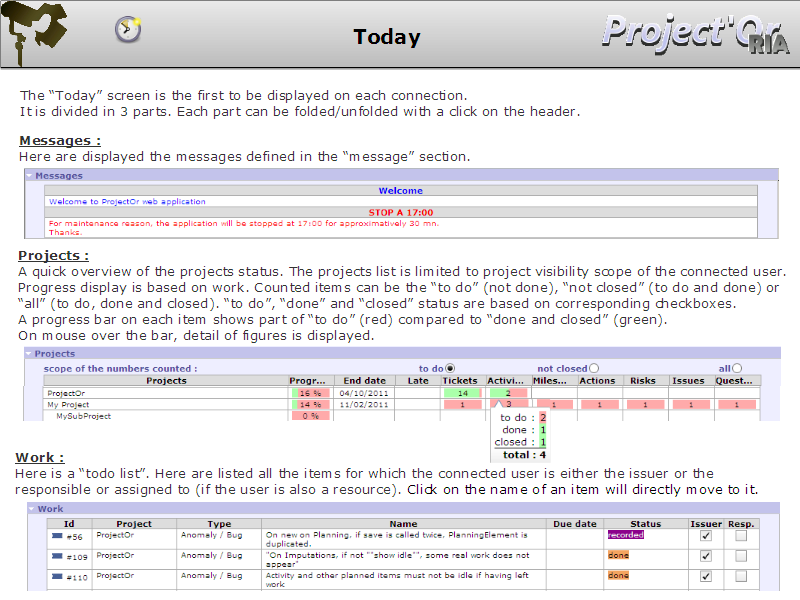 Today
Project'Or
RIA
The “Today” screen is the first to be displayed on each connection.
It is divided in 3 parts. Each part can be folded/unfolded with a click on the header.
Messages :
Here are displayed the messages defined in the “message” section.
Messages
Welcome
Welcome to ProjectOr web application
STOP A 17:00
For maintenance reason, the application will be stopped at 17:00 for approximatively 30 mn.
Thanks.
Projects :
A quick overview of the projects status. The projects list is limited to project visibility scope of the connected user.
Progress display is based on work. Counted items can be the “to do” (not done), “not closed” (to do and done) or
“all” (to do, done and closed). “to do”, “done” and “closed” status are based on corresponding checkboxes.
A progress bar on each item shows part of “to do” (red) compared to “done and closed” (green).
On mouse over the bar, detail of figures is displayed.
Projects
scope of the numbers counted : to do not closed all
Projects Progr... End date Late Tickets Activi... Miles... Actions Risks Issues Quest...
ProjectOr 16 % 04/10/2011 14 2
My Project 14 % 11/02/2011 1 3 1 1 1 1 1
MySubProject 0 %
to do : 2
done : 1
closed : 1
total : 4
Work :
Here is a “todo list”. Here are listed all the items for which the connected user is either the issuer or the
responsible or assigned to (if the user is also a resource). Click on the name of an item will directly move to it.
Work
Id Project Type Name Due date Status Issuer Resp.
#56 ProjectOr Anomaly / Bug On new on Planning, if save is called twice, PlanningElement is recorded
duplicated.
#109 ProjectOr Anomaly / Bug "On Imputations, if not ""show idle"", some real work does not done
appear"
#110 ProjectOr Anomaly / Bug Activity and other planned items must not be idle if having left done
work